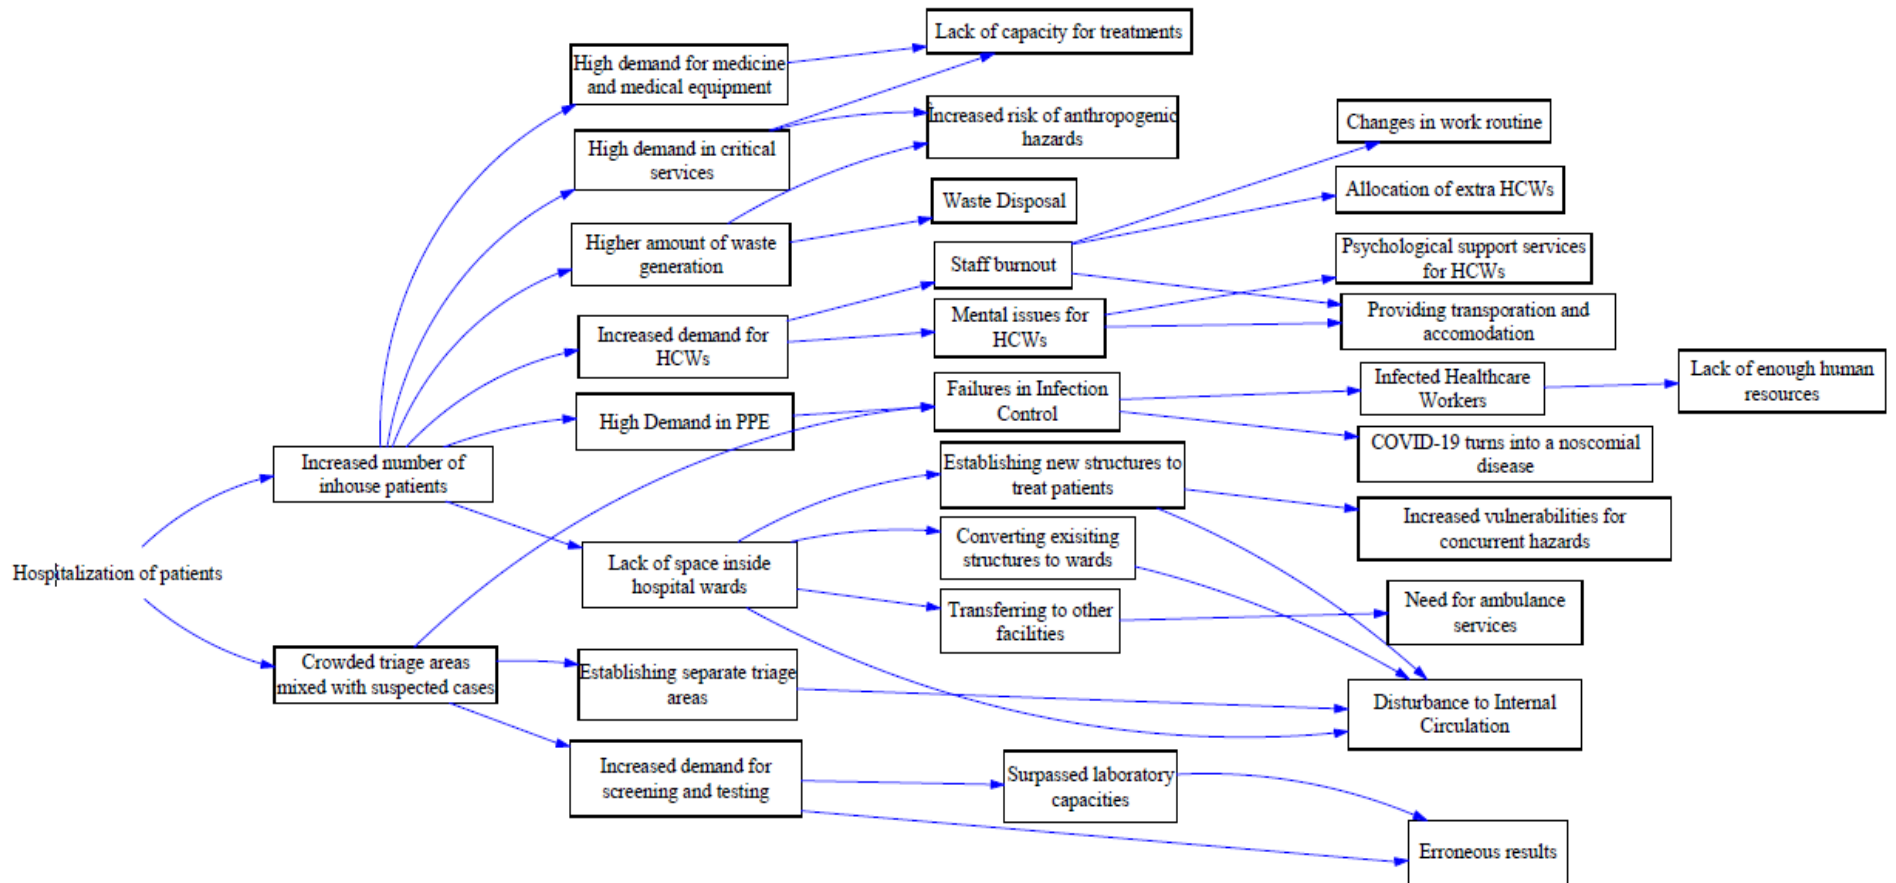 Lack of capacity for treatments
High demand for medicine
and medical equipment
Increased risk of anthropogenic
hazards
Changes in work routine
High demand in critical
services
Allocation of extra HCWs
Waste Disposal
Higher amount of waste
generation
Staff burnout
Psychological support services
for HCWs
Increased demand for
HCWs
Mental issues for
HCWs
Providing transporation and
accomodation
Lack of enough human
resources
Failures in Infection
Control
Infected Healthcare
Workers
High Demand in PPE
COVID-19 turns into a noscomial
disease
Increased number of
inhouse patients
Establishing new structures to
treat patients
Increased vulnerabilities for
concurrent hazards
Converting exisiting
structures to wards
Hospitalization of patients
Lack of space inside
hospital wards
Transferring to other
facilities
Need for ambulance
services
Crowded triage areas
mixed with suspected cases
Establishing separate triage
areas
Disturbance to Internal
Circulation
Increased demand for
screening and testing
Surpassed laboratory
capacities
Erroneous results